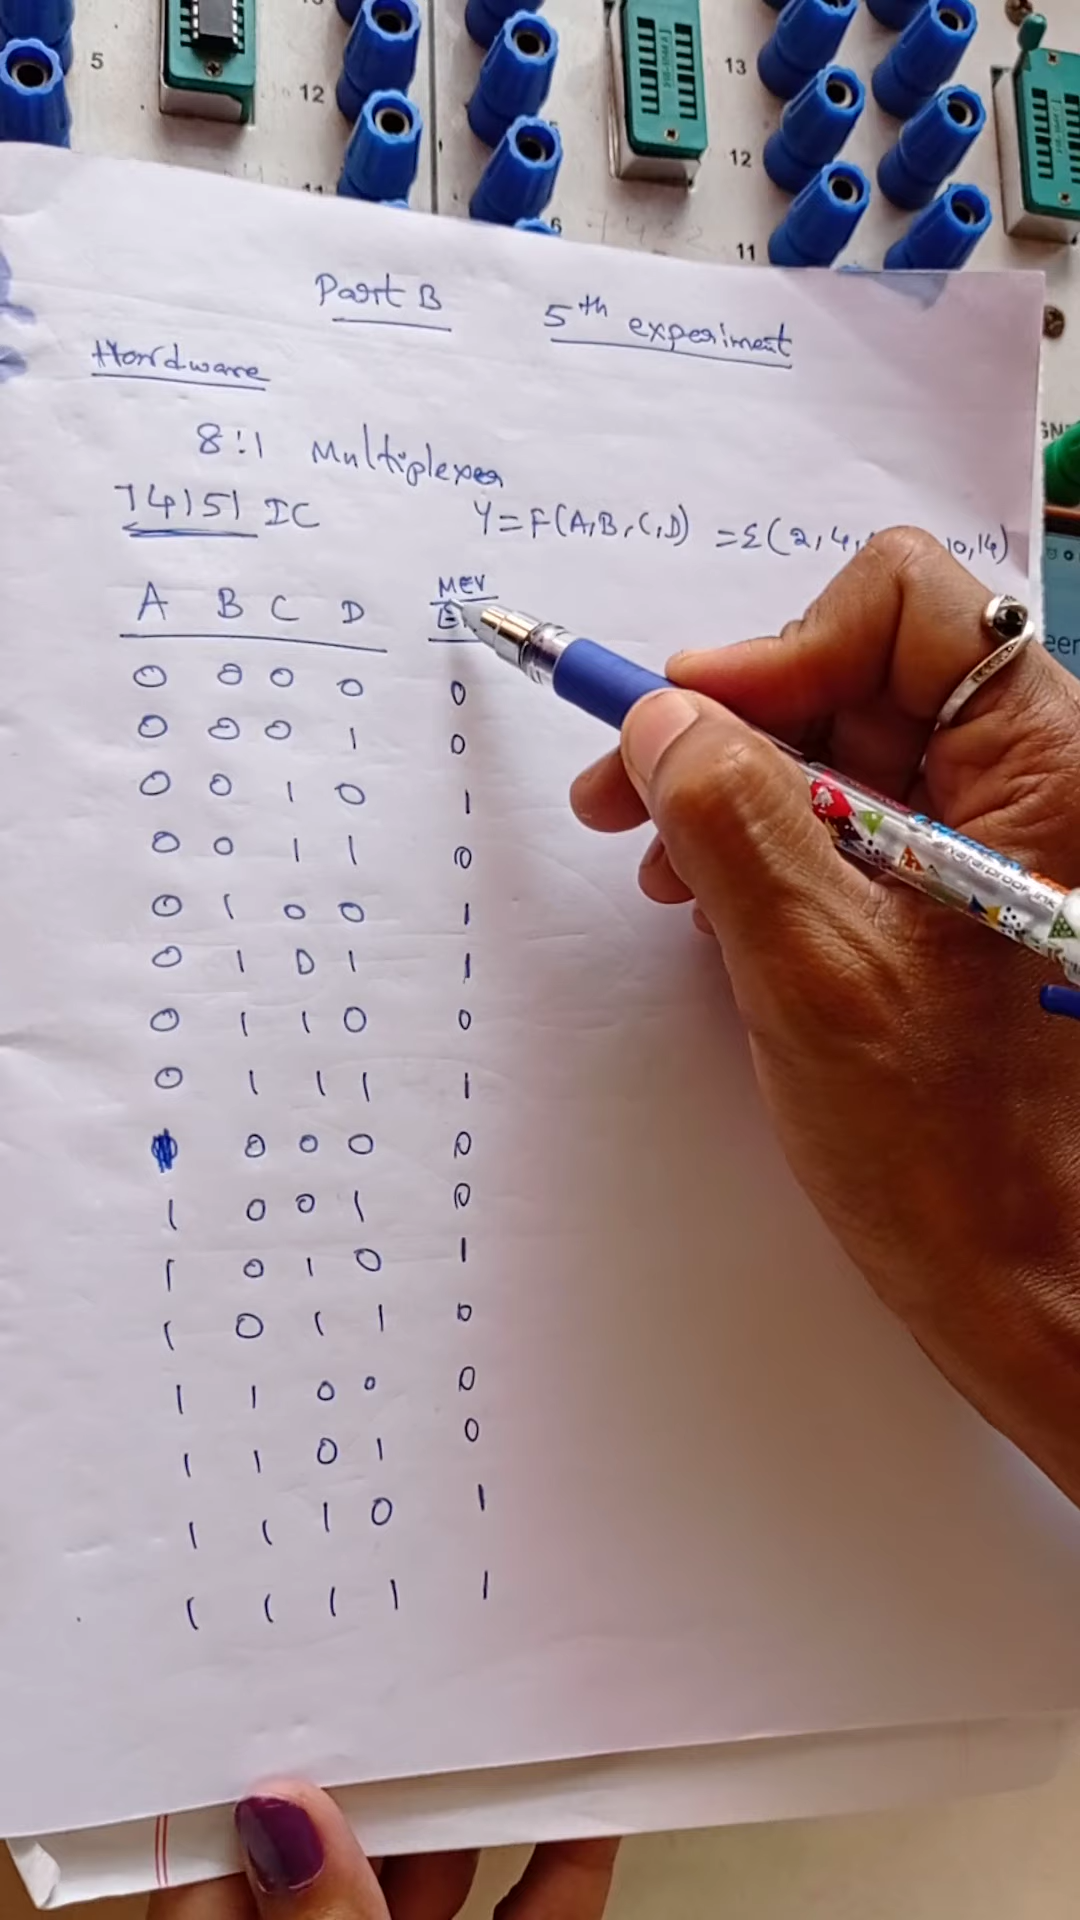 5
12
13
12
11
6
Part B
5th experiment
Hardware
8:1 Multiplexer
74151 IC
Y=F(A,B,C,D) =Σ(2,4, 10,14)
A B C D MEV
0 0 0 0 0
0 0 0 1 0
0 0 1 0 1
0 0 1 1 0
0 1 0 0 1
0 1 0 1 1
0 1 1 0 0
0 1 1 1 1
0 0 0 0
1 0 0 1 0
1 0 1 0 1
1 0 1 1 0
1 1 0 0 0
1 1 0 1 0
1 1 1 0 1
1 1 1 1 1